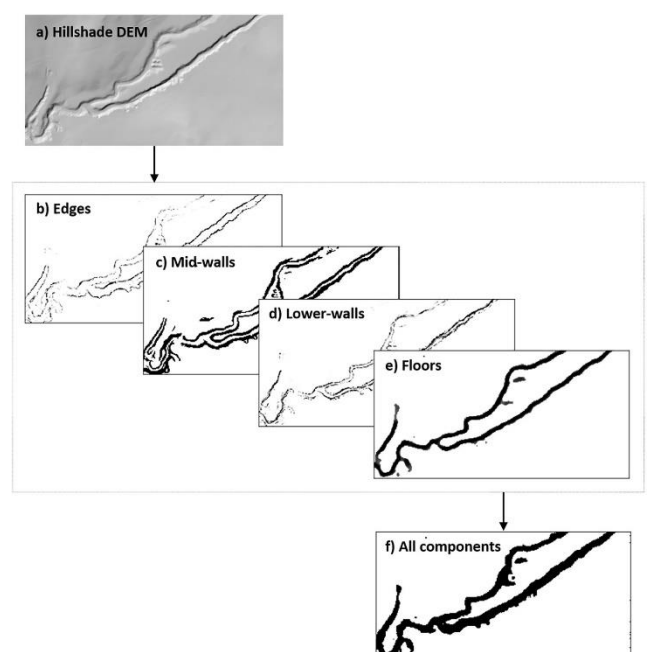 a) Hillshade DEM
b) Edges
c) Mid-walls
d) Lower-walls
e) Floors
f) All components